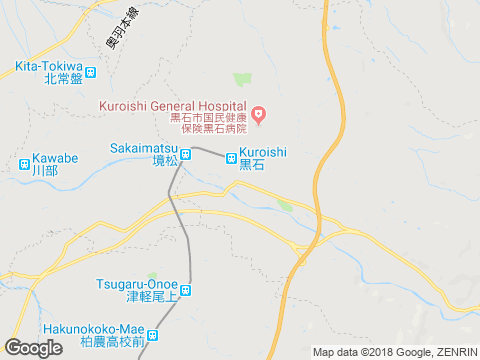 奥羽本線
Kita-Tokiwa
北常盤
Kuroishi General Hospital
黒石市国民健康
保険黒石病院
Sakaimatsu
境松
Kuroishi
黒石
Kawabe
川部
Tsugaru-Onoe
津軽尾上
Hakunokoko-Mae
柏農高校前
Google
Map data ©2018 Google, ZENRIN